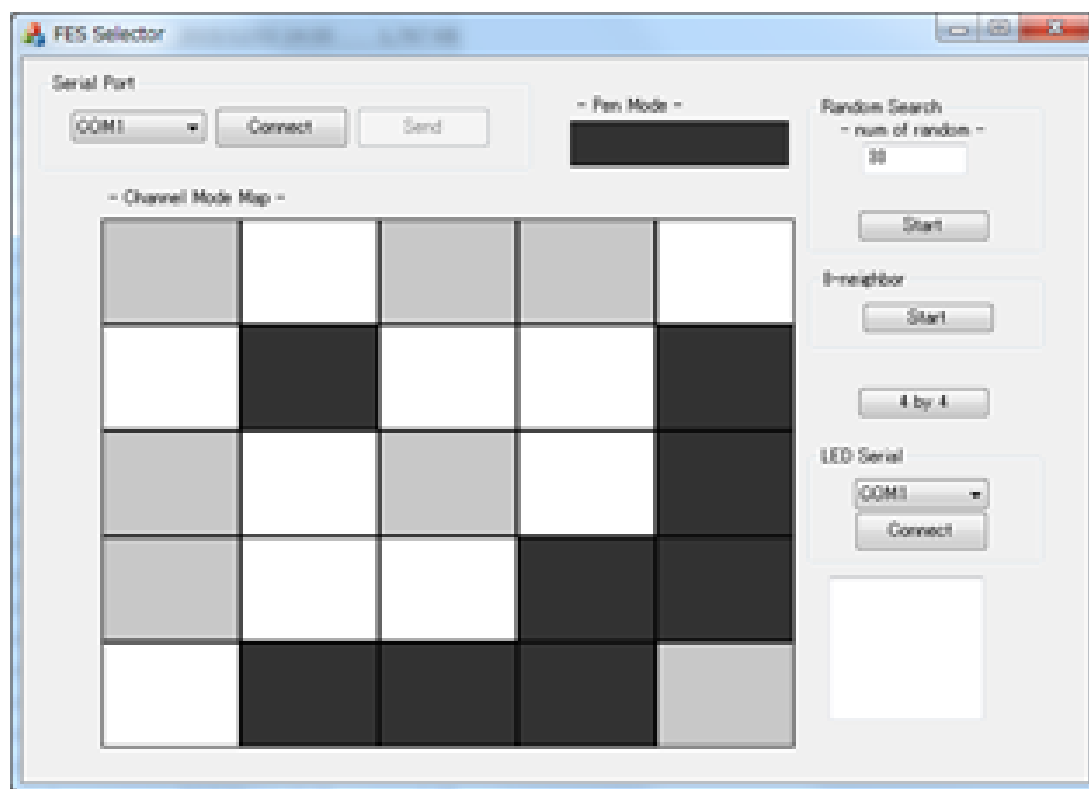 FES Selector
Serial Port
COM1
Connect
Send
- Pen Mode -
Random Search
- num of random -
Start
- Channel Mode Map -
8-neighbor
Start
4 by 4
LED Serial
COM1
Connect